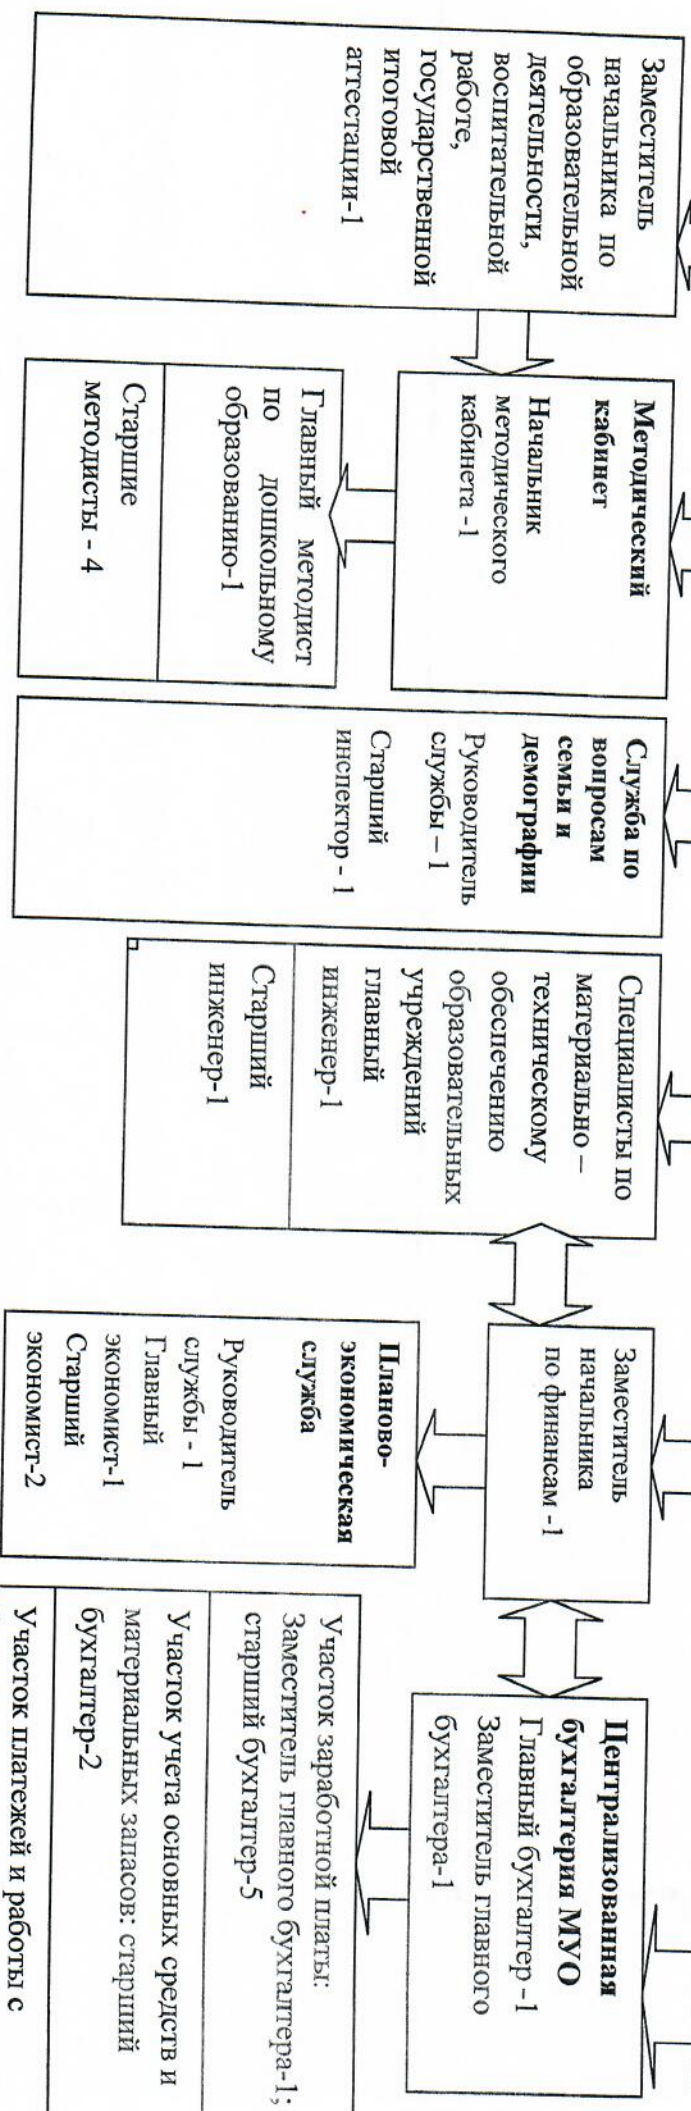 Заместитель
начальника по
образовательной
деятельности,
воспитательной
работе,
государственной
итоговой
аттестации-1
Методический
кабинет
Начальник
методического
кабинета -1
Главный методист
по дошкольному
образованию-1
Старшие
методисты - 4
Служба по
вопросам
семьи и
демографии
Руководитель
службы – 1
Старший
инспектор - 1
Специалисты по
материально –
техническому
обеспечению
образовательных
учреждений
главный
инженер-1
Старший
инженер-1
Заместитель
начальника
по финансам -1
Планово-
экономическая
служба
Руководитель
службы - 1
Главный
экономист-1
Старший
экономист-2
Централизованная
бухгалтерия МУО
Главный бухгалтер -1
Заместитель главного
бухгалтера-1
Участок заработной платы:
Заместитель главного бухгалтера-1;
старший бухгалтер-5
Участок учета основных средств и
материальных запасов: старший
бухгалтер-2
Участок платежей и работы с